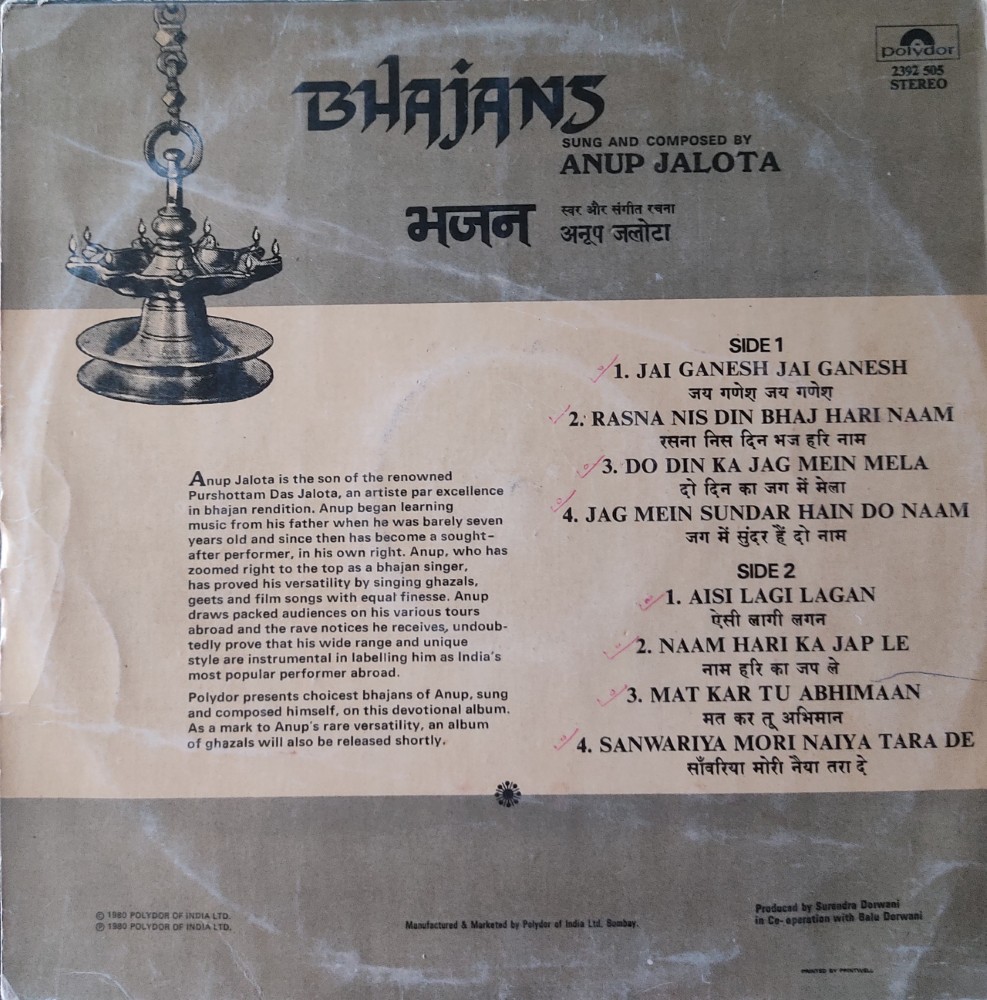 polydor
2392 505
STEREO
BHAJANS
SUNG AND COMPOSED BY
ANUP JALOTA
भजन
स्वर और संगीत रचना
अनूप जलोटा
SIDE 1
1. JAI GANESH JAI GANESH
जय गणेश जय गणेश
2. RASNA NIS DIN BHAJ HARI NAAM
रसना निस दिन भज हरि नाम
3. DO DIN KA JAG MEIN MELA
दो दिन का जग में मेला
4. JAG MEIN SUNDAR HAIN DO NAAM
जग में सुंदर हैं दो नाम
SIDE 2
1. AISI LAGI LAGAN
ऐसी लागी लगन
2. NAAM HARI KA JAP LE
नाम हरि का जप ले
3. MAT KAR TU ABHIMAAN
मत कर तू अभिमान
4. SANWARIYA MORI NAIYA TARA DE
साँवरिया मोरी नैया तरा दे
Anup Jalota is the son of the renowned
Purshottam Das Jalota, an artiste par excellence
in bhajan rendition. Anup began learning
music from his father when he was barely seven
years old and since then has become a sought-
after performer, in his own right. Anup, who has
zoomed right to the top as a bhajan singer,
has proved his versatility by singing ghazals,
geets and film songs with equal finesse. Anup
draws packed audiences on his various tours
abroad and the rave notices he receives, undoub-
tedly prove that his wide range and unique
style are instrumental in labelling him as India's
most popular performer abroad.
Polydor presents choicest bhajans of Anup, sung
and composed himself, on this devotional album.
As a mark to Anup's rare versatility, an album
of ghazals will also be released shortly.
© 1980 POLYDOR OF INDIA LTD.
℗ 1980 POLYDOR OF INDIA LTD.
Manufactured & Marketed by Polydor of India Ltd. Bombay.
Produced by Surendra Dorwani
in Co-operation with Balu Dorwani
PRINTED BY PRINTWELL